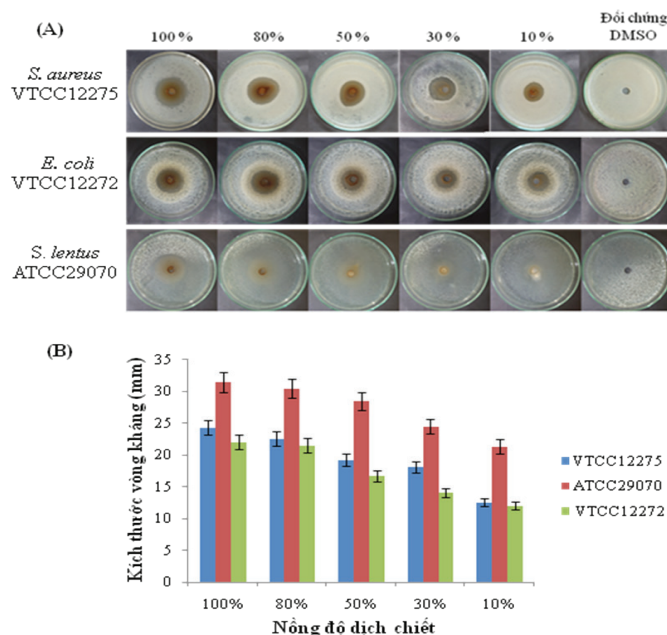 (A)
100 % 80% 50 % 30 % 10 % Đối chứng DMSO
S. aureus
VTCC12275
E. coli
VTCC12272
S. lentus
ATCC29070
(B)
Kích thước vòng kháng (mm)
35
30
25
20
15
10
5
0
100% 80% 50% 30% 10%
Nồng độ dịch chiết
VTCC12275
ATCC29070
VTCC12272